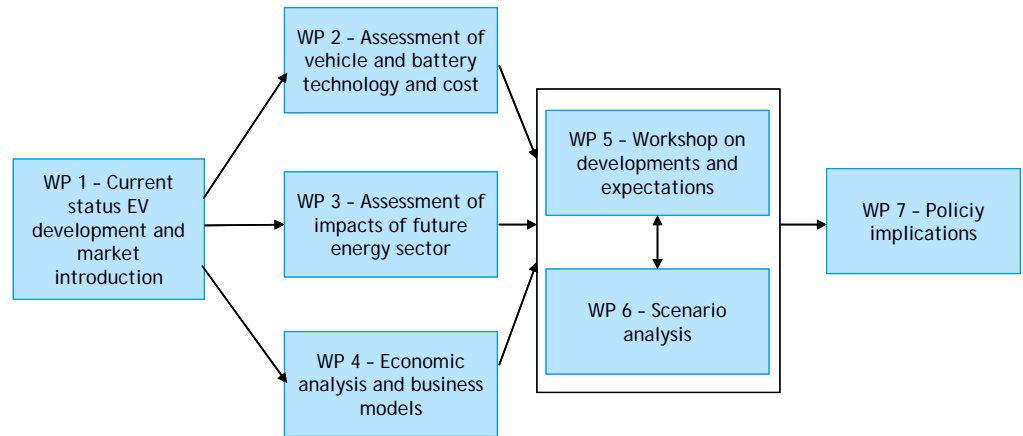 WP 1 – Current
status EV
development and
market
introduction
WP 2 – Assessment of
vehicle and battery
technology and cost
WP 3 – Assessment of
impacts of future
energy sector
WP 4 – Economic
analysis and business
models
WP 5 – Workshop on
developments and
expectations
WP 6 – Scenario
analysis
WP 7 – Policiy
implications